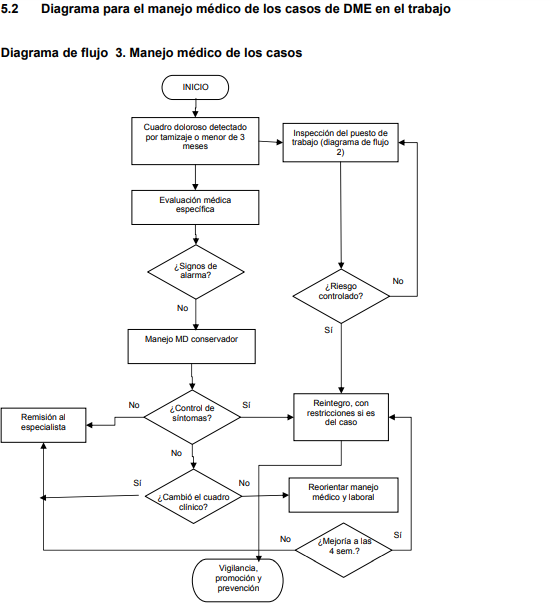 5.2 Diagrama para el manejo médico de los casos de DME en el trabajo
Diagrama de flujo 3. Manejo médico de los casos
INICIO
Cuadro doloroso detectado
por tamizaje o menor de 3
meses
Inspección del puesto de
trabajo (diagrama de flujo
2)
Evaluación médica
específica
¿Signos de
alarma?
¿Riesgo
controlado?
No
No
Sí
Manejo MD conservador
Remisión al
especialista
No
¿Control de
síntomas?
Sí
Reintegro, con
restricciones si es
del caso
No
Sí
¿Cambió el cuadro
clínico?
No
Reorientar manejo
médico y laboral
No
¿Mejoría a las
4 sem.?
Sí
Vigilancia,
promoción y
prevención